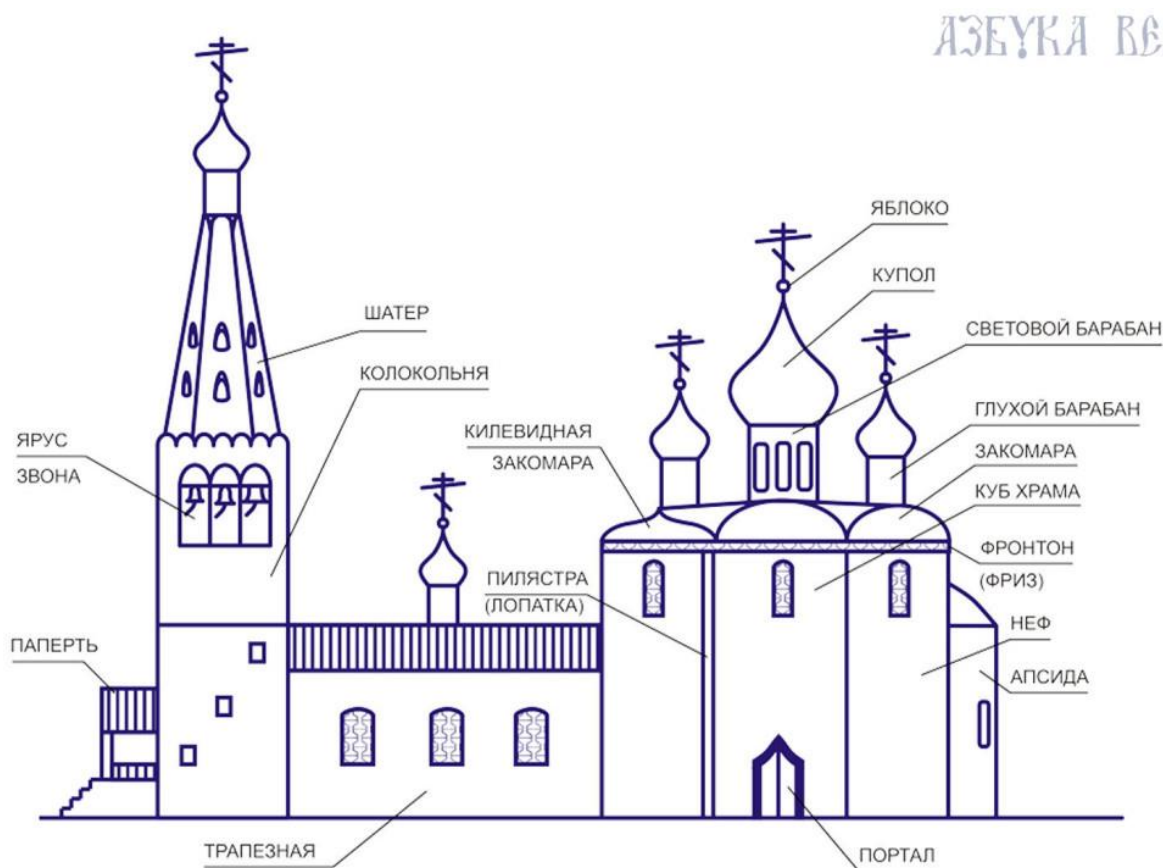 АЗБУКА ВЕ
ЯБЛОКО
КУПОЛ
ШАТЕР
СВЕТОВОЙ БАРАБАН
КОЛОКОЛЬНЯ
ГЛУХОЙ БАРАБАН
ЯРУС
ЗВОНА
КИЛЕВИДНАЯ
ЗАКОМАРА
ЗАКОМАРА
КУБ ХРАМА
ФРОНТОН
(ФРИЗ)
ПИЛЯСТРА
(ЛОПАТКА)
НЕФ
ПАПЕРТЬ
АПСИДА
ТРАПЕЗНАЯ
ПОРТАЛ